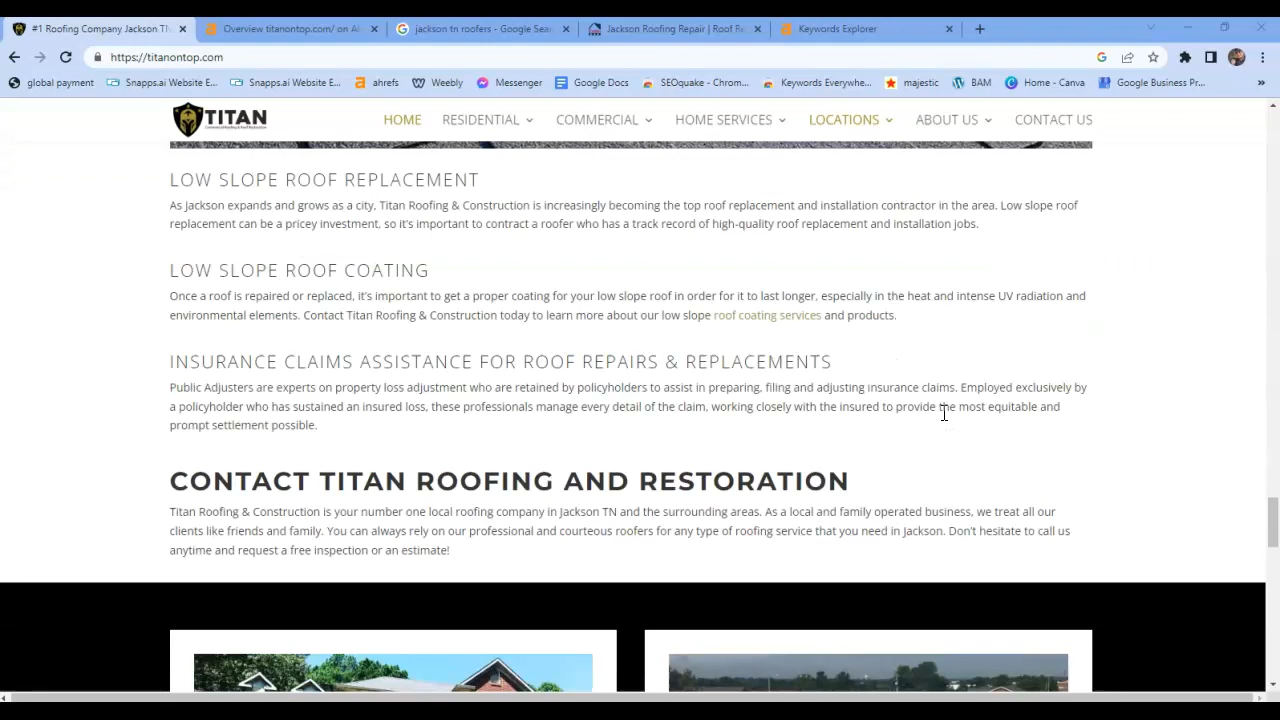 #1 Roofing Company Jackson T
Overview titanontop.com/ on A
jackson tn roofers - Google Sea
Jackson Roofing Repair | Roof Re
Keywords Explorer
https://titanontop.com
global payment
Snapps.ai Website E...
Snapps.ai Website E...
ahrefs
Weebly
Messenger
Google Docs
SEOquake - Chrom...
Keywords Everywhe...
majestic
BAM
Home - Canva
Google Business Pr...
TITAN
HOME
RESIDENTIAL
COMMERCIAL
HOME SERVICES
LOCATIONS
ABOUT US
CONTACT US
LOW SLOPE ROOF REPLACEMENT
As Jackson expands and grows as a city, Titan Roofing & Construction is increasingly becoming the top roof replacement and installation contractor in the area. Low slope roof
replacement can be a pricey investment, so it's important to contract a roofer who has a track record of high-quality roof replacement and installation jobs.
LOW SLOPE ROOF COATING
Once a roof is repaired or replaced, it's important to get a proper coating for your low slope roof in order for it to last longer, especially in the heat and intense UV radiation and
environmental elements. Contact Titan Roofing & Construction today to learn more about our low slope roof coating services and products.
INSURANCE CLAIMS ASSISTANCE FOR ROOF REPAIRS & REPLACEMENTS
Public Adjusters are experts on property loss adjustment who are retained by policyholders to assist in preparing, filing and adjusting insurance claims. Employed exclusively by
a policyholder who has sustained an insured loss, these professionals manage every detail of the claim, working closely with the insured to provide the most equitable and
prompt settlement possible.
CONTACT TITAN ROOFING AND RESTORATION
Titan Roofing & Construction is your number one local roofing company in Jackson TN and the surrounding areas. As a local and family operated business, we treat all our
clients like friends and family. You can always rely on our professional and courteous roofers for any type of roofing service that you need in Jackson. Don't hesitate to call us
anytime and request a free inspection or an estimate!